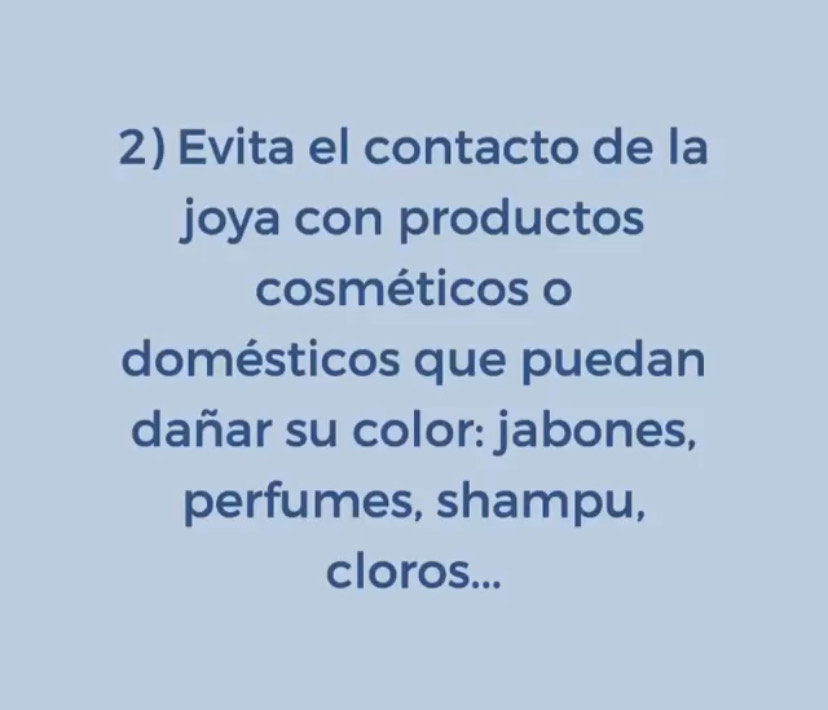 2) Evita el contacto de la
joya con productos
cosméticos o
domésticos que puedan
dañar su color: jabones,
perfumes, shampu,
cloros...